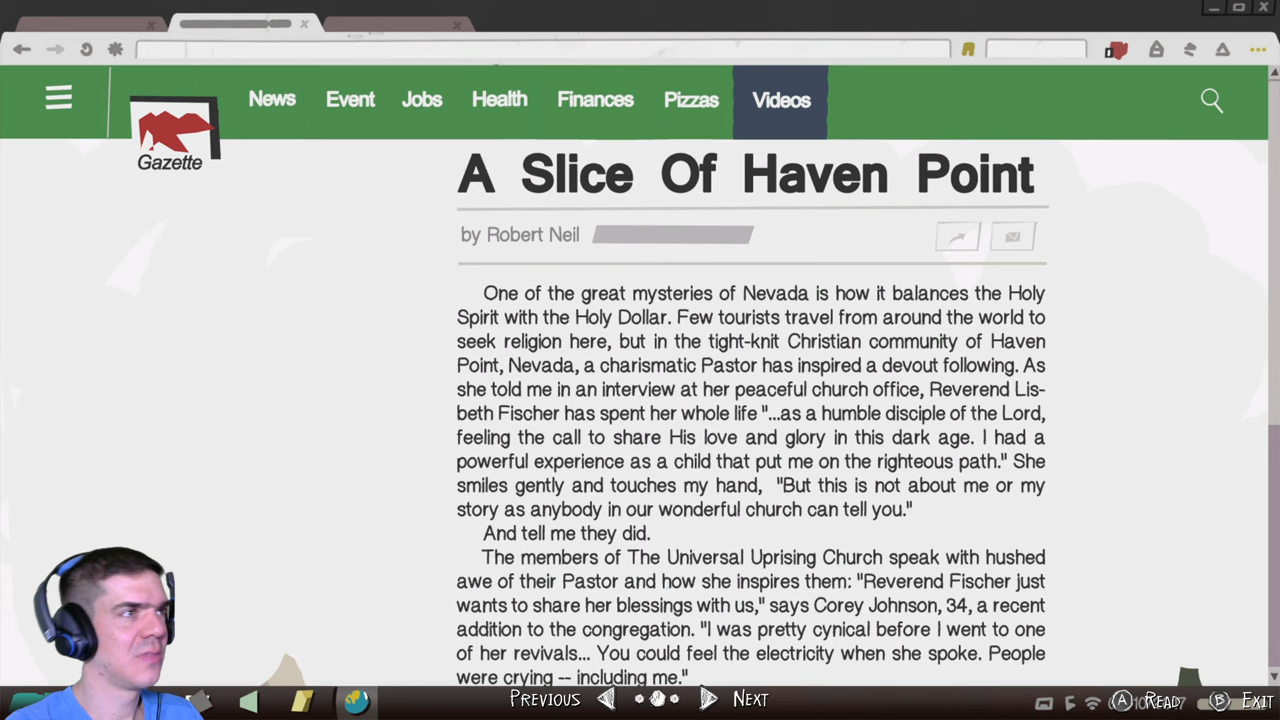 News Event Jobs Health Finances Pizzas Videos
Gazette
A Slice Of Haven Point
by Robert Neil
One of the great mysteries of Nevada is how it balances the Holy
Spirit with the Holy Dollar. Few tourists travel from around the world to
seek religion here, but in the tight-knit Christian community of Haven
Point, Nevada, a charismatic Pastor has inspired a devout following. As
she told me in an interview at her peaceful church office, Reverend Lis-
beth Fischer has spent her whole life "...as a humble disciple of the Lord,
feeling the call to share His love and glory in this dark age. I had a
powerful experience as a child that put me on the righteous path." She
smiles gently and touches my hand, "But this is not about me or my
story as anybody in our wonderful church can tell you."
And tell me they did.
The members of The Universal Uprising Church speak with hushed
awe of their Pastor and how she inspires them: "Reverend Fischer just
wants to share her blessings with us," says Corey Johnson, 34, a recent
addition to the congregation. "I was pretty cynical before I went to one
of her revivals... You could feel the electricity when she spoke. People
were crying -- including me."
Previous Next
A Read B Exit